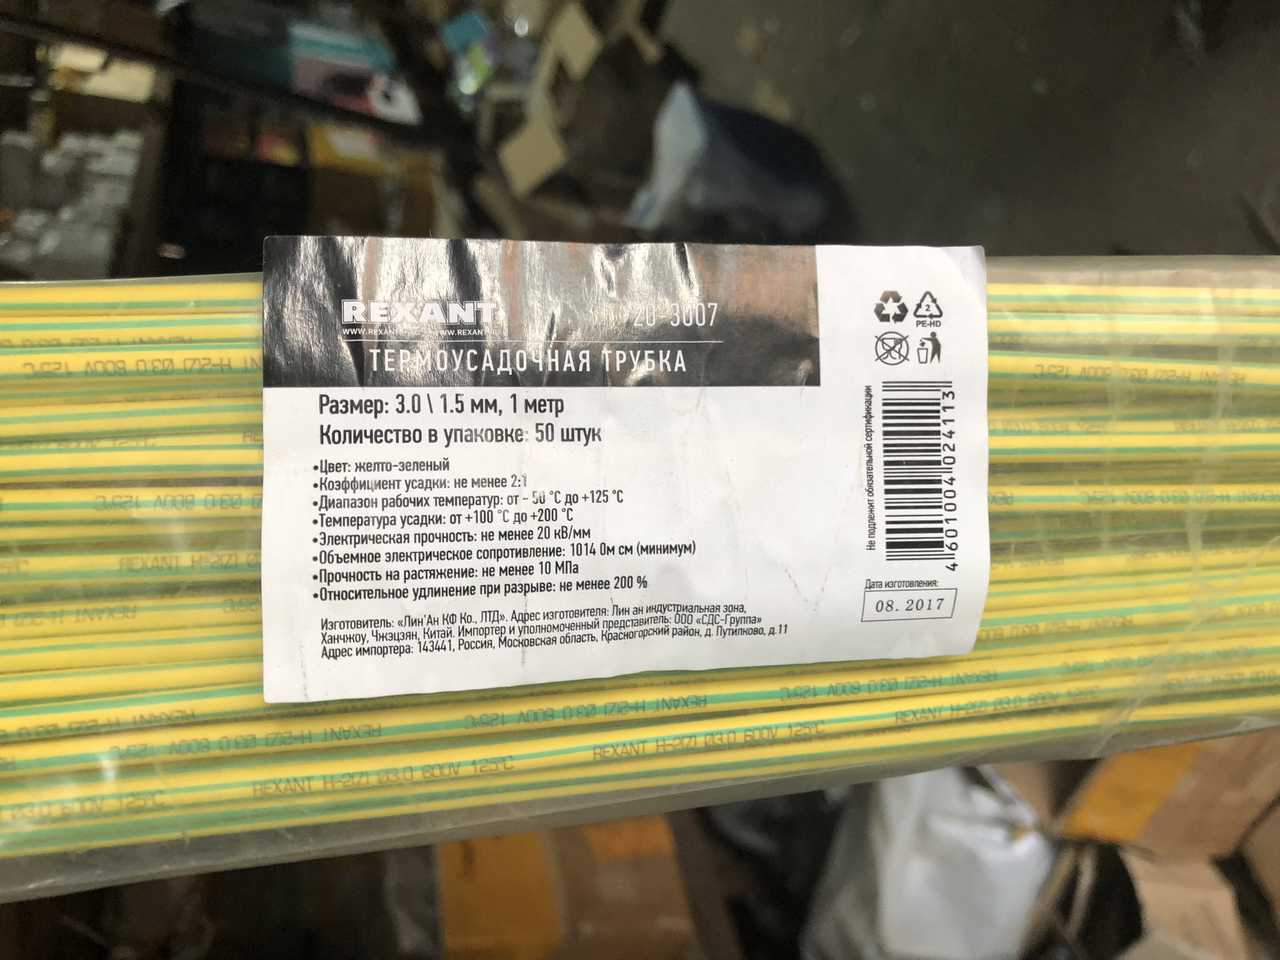 REXANT
20-3007
ТЕРМОУСАДОЧНАЯ ТРУБКА
Размер: 3.0 \ 1.5 мм, 1 метр
Количество в упаковке: 50 штук
•Цвет: желто-зеленый
•Коэффициент усадки: не менее 2:1
•Диапазон рабочих температур: от - 50 °C до +125 °C
•Температура усадки: от +100 °C до +200 °C
•Электрическая прочность: не менее 20 кВ/мм
•Объемное электрическое сопротивление: 1014 Ом см (минимум)
•Прочность на растяжение: не менее 10 МПа
•Относительное удлинение при разрыве: не менее 200 %
Изготовитель: «Лин'Ан КФ Ко., ЛТД». Адрес изготовителя: Лин ан индустриальная зона,
Ханчжоу, Чжэцзян, Китай. Импортер и уполномоченный представитель: ООО «СДС-Группа»
Адрес импортера: 143441, Россия, Московская область, Красногорский район, д. Путилково, д.11
2
PE-HD
Не подлежит обязательной сертификации
4601004024113
Дата изготовления:
08. 2017
REXANT H-2(Z) Ø3.0 600V 125°C
REXANT H-2(Z) Ø3.0 600V 125°C